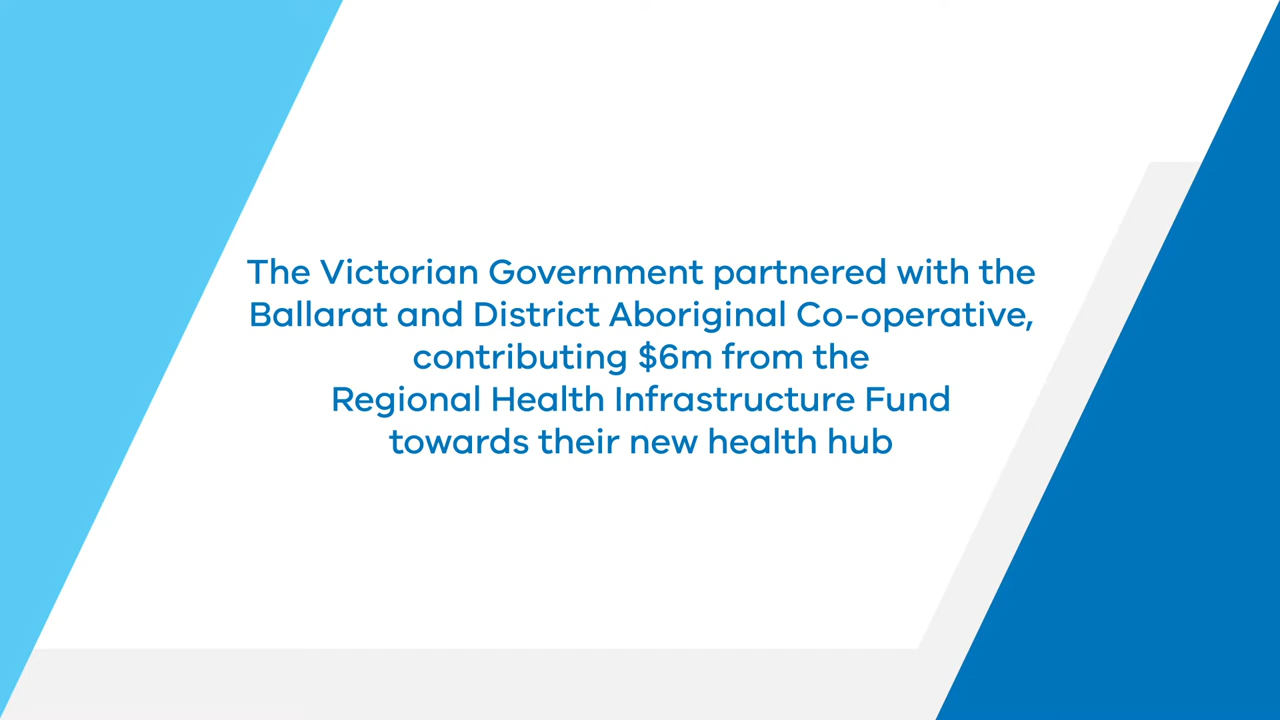 The Victorian Government partnered with the
Ballarat and District Aboriginal Co-operative,
contributing $6m from the
Regional Health Infrastructure Fund
towards their new health hub